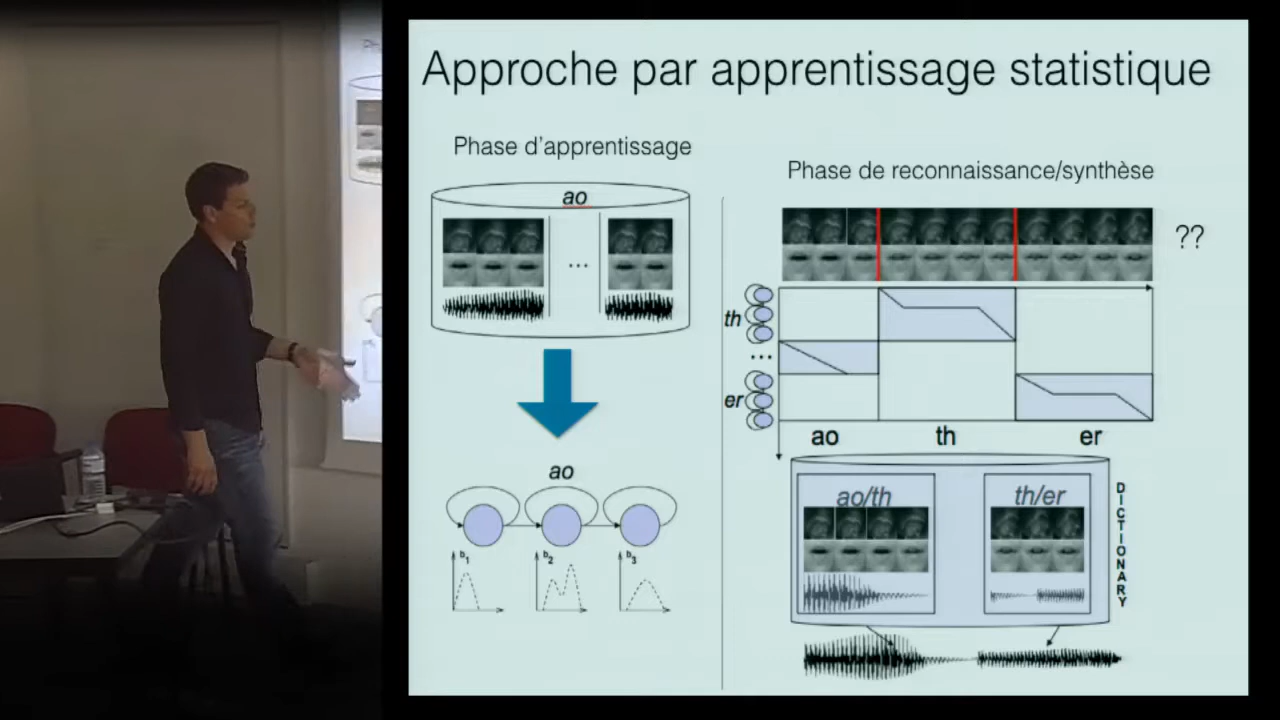 Approche par apprentissage statistique
Phase d'apprentissage
ao
...
ao
b1
b2
b3
Phase de reconnaissance/synthèse
??
th
...
er
ao th er
ao/th
th/er
DICTIONARY